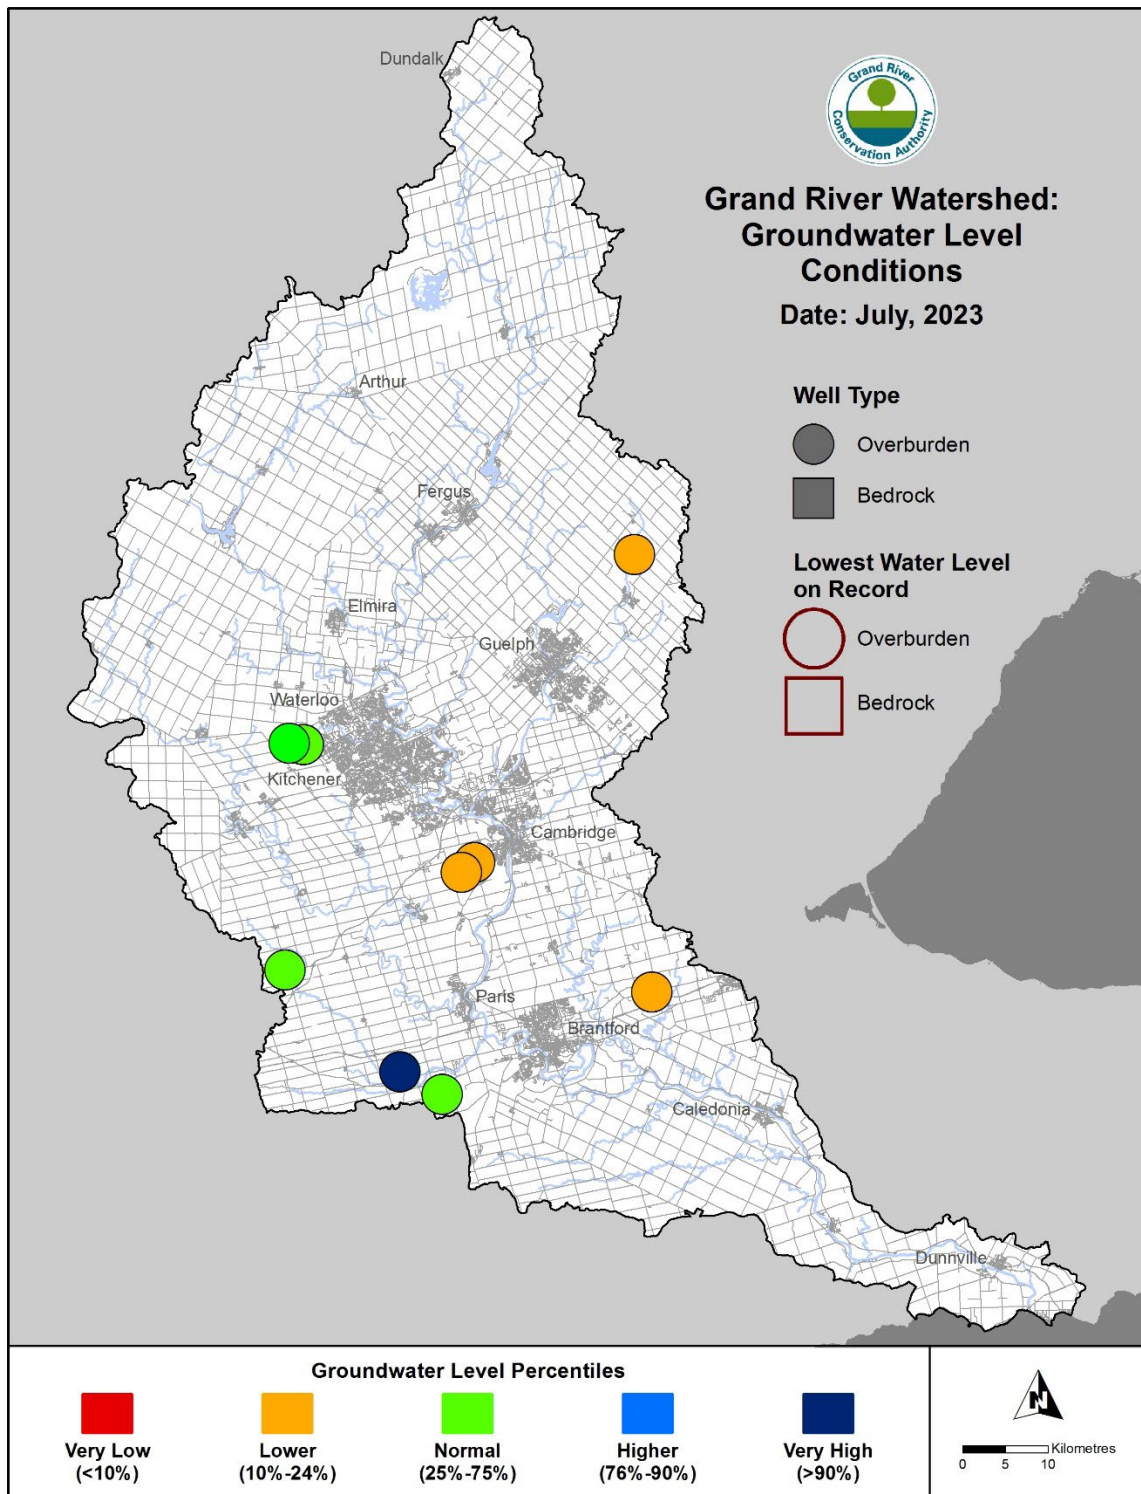 Grand River
Conservation Authority
Grand River Watershed:
Groundwater Level
Conditions
Date: July, 2023
Well Type
Overburden
Bedrock
Lowest Water Level
on Record
Overburden
Bedrock
Dundalk
Arthur
Fergus
Elmira
Guelph
Waterloo
Kitchener
Cambridge
Paris
Brantford
Caledonia
Dunnville
Groundwater Level Percentiles
Very Low
(<10%)
Lower
(10%-24%)
Normal
(25%-75%)
Higher
(76%-90%)
Very High
(>90%)
N
Kilometres
0 5 10